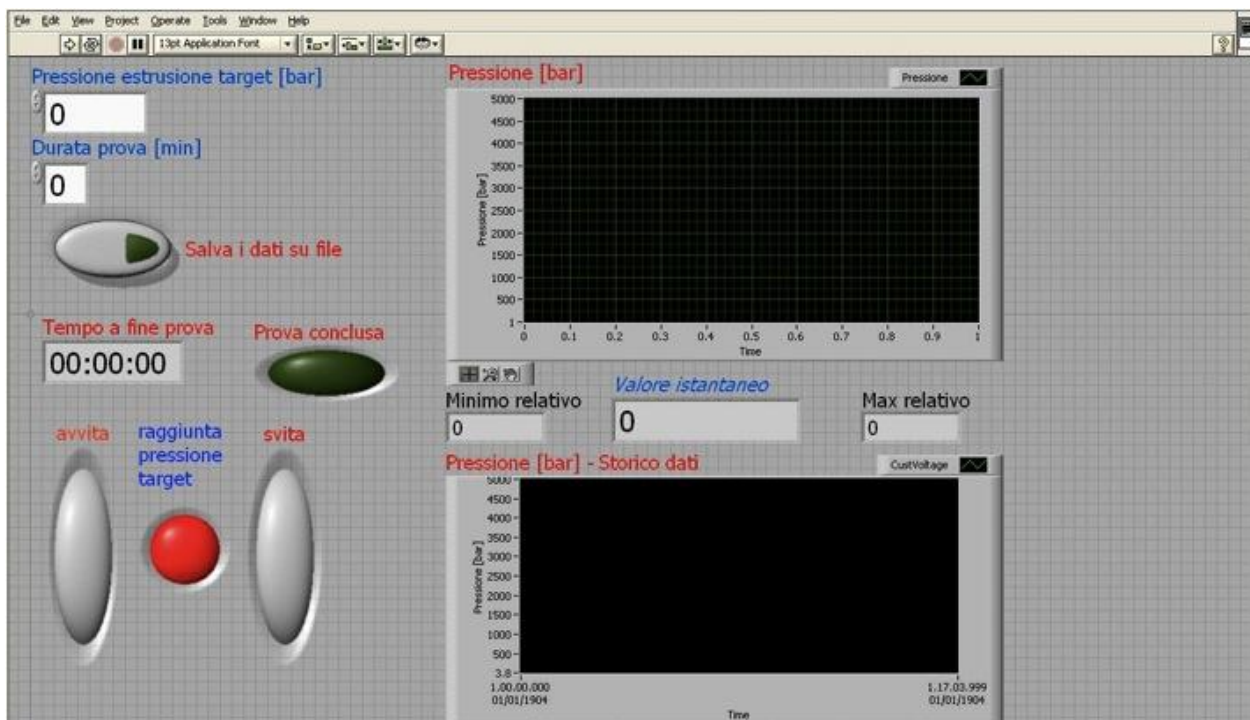 File Edit View Project Operate Tools Window Help
13pt Application Font
Pressione estrusione target [bar]
0
Durata prova [min]
0
Salva i dati su file
Tempo a fine prova
00:00:00
Prova conclusa
avvita
raggiunta
pressione
target
svita
Pressione [bar]
Pressione
5000
4500
4000
3500
3000
2500
2000
1500
1000
500
1
Pressione [bar]
0 0.1 0.2 0.3 0.4 0.5 0.6 0.7 0.8 0.9 1
Time
Minimo relativo
0
Valore istantaneo
0
Max relativo
0
Pressione [bar] - Storico dati
CustVoltage
5000
4500
4000
3500
3000
2500
2000
1500
1000
500
3.8
Pressione [bar]
1.00.00.000
01/01/1904
1.17.03.999
01/01/1904
Time